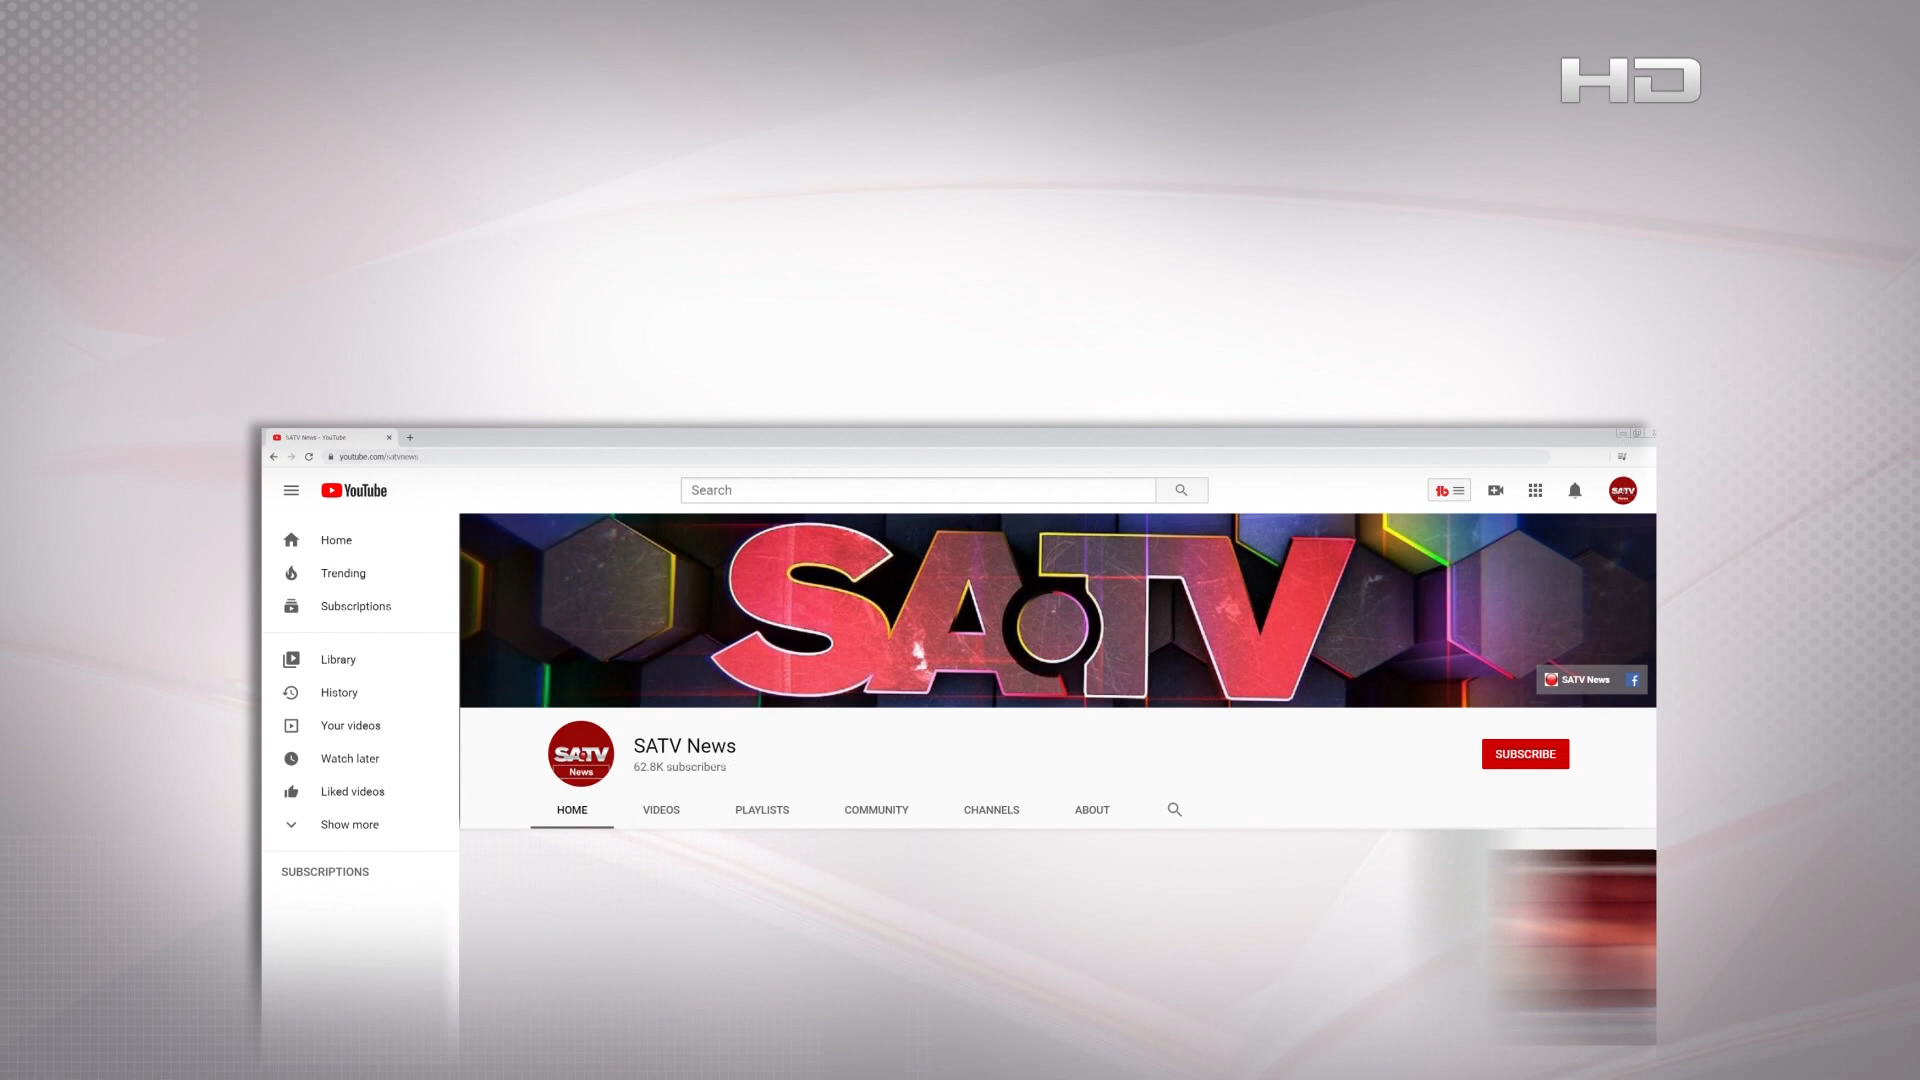 HD
SATV News - YouTube
youtube.com/satvnews
YouTube
Search
SATV News
Home
Trending
Subscriptions
Library
History
Your videos
Watch later
Liked videos
Show more
SUBSCRIPTIONS
SATV
SATV News
SATV News
SATV News
62.8K subscribers
SUBSCRIBE
HOME VIDEOS PLAYLISTS COMMUNITY CHANNELS ABOUT